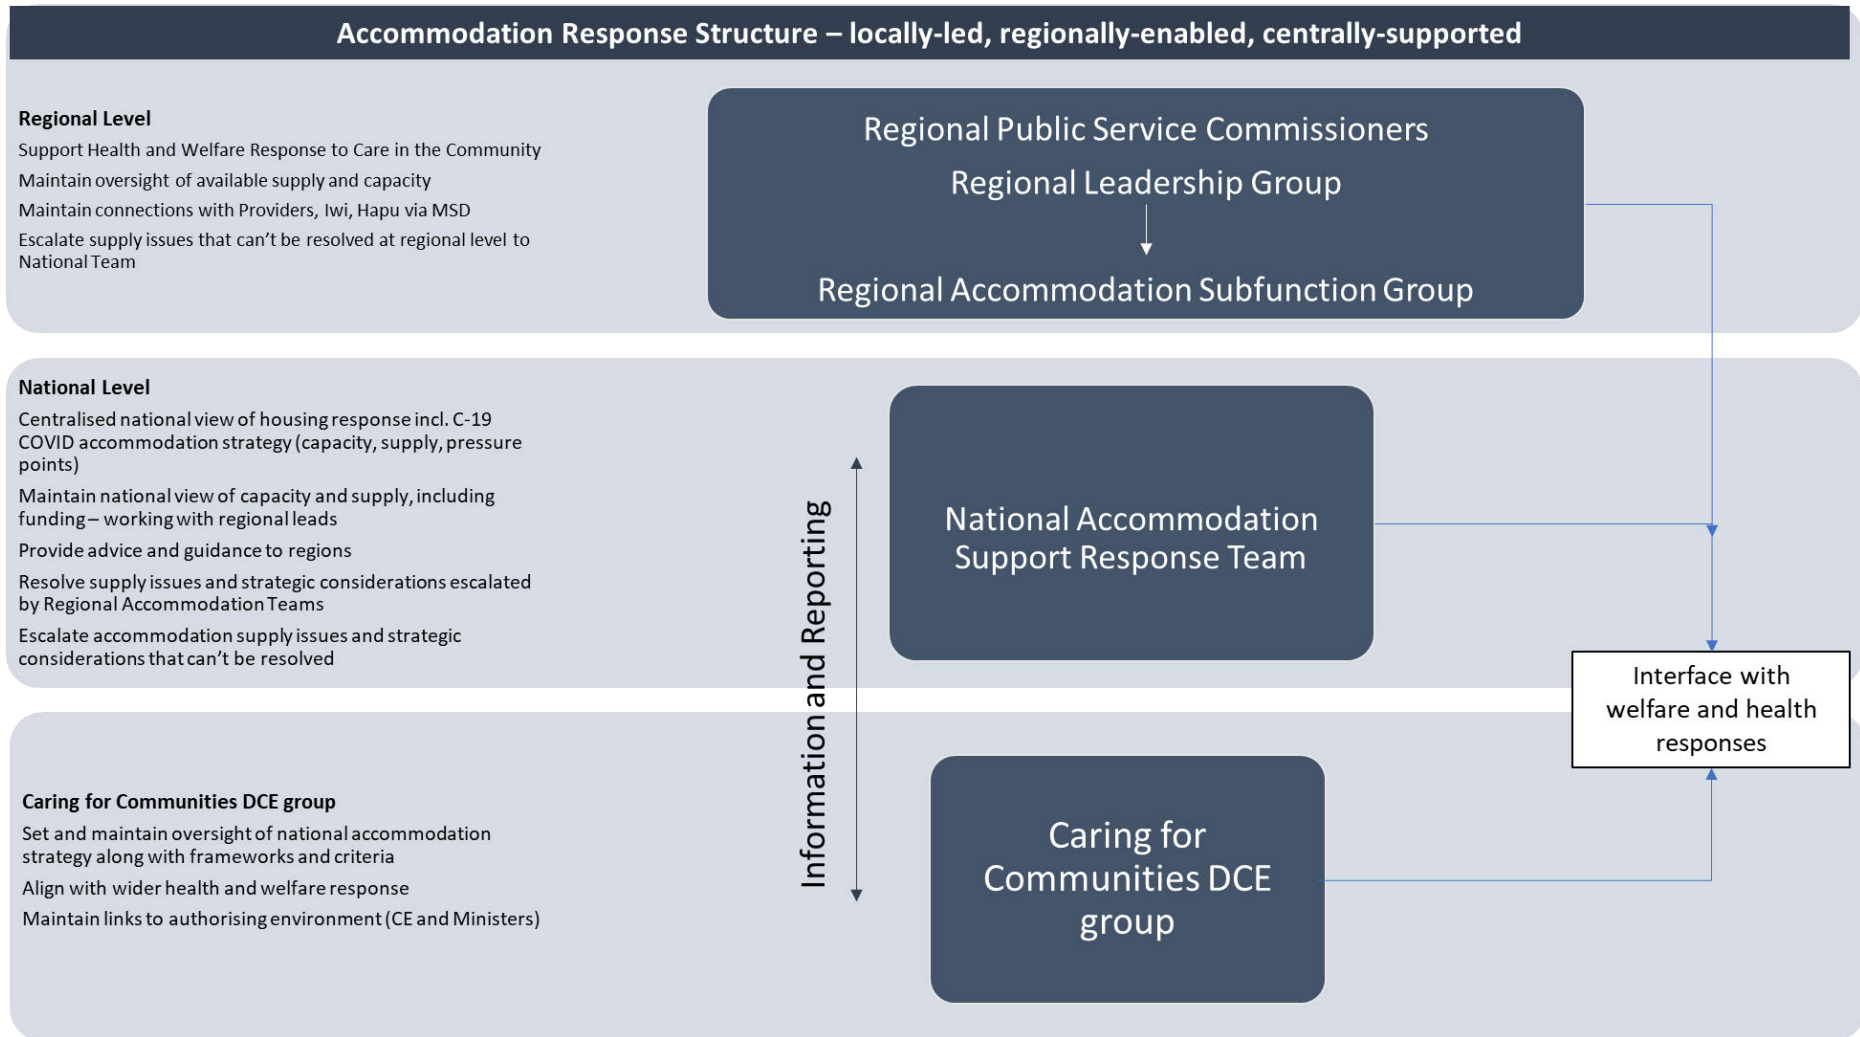 Accommodation Response Structure – locally-led, regionally-enabled, centrally-supported
Regional Level
Support Health and Welfare Response to Care in the Community
Maintain oversight of available supply and capacity
Maintain connections with Providers, Iwi, Hapu via MSD
Escalate supply issues that can’t be resolved at regional level to
National Team
Regional Public Service Commissioners
Regional Leadership Group
Regional Accommodation Subfunction Group
National Level
Centralised national view of housing response incl. C-19
COVID accommodation strategy (capacity, supply, pressure
points)
Maintain national view of capacity and supply, including
funding – working with regional leads
Provide advice and guidance to regions
Resolve supply issues and strategic considerations escalated
by Regional Accommodation Teams
Escalate accommodation supply issues and strategic
considerations that can’t be resolved
Information and Reporting
National Accommodation
Support Response Team
Interface with
welfare and health
responses
Caring for Communities DCE group
Set and maintain oversight of national accommodation
strategy along with frameworks and criteria
Align with wider health and welfare response
Maintain links to authorising environment (CE and Ministers)
Caring for
Communities DCE
group